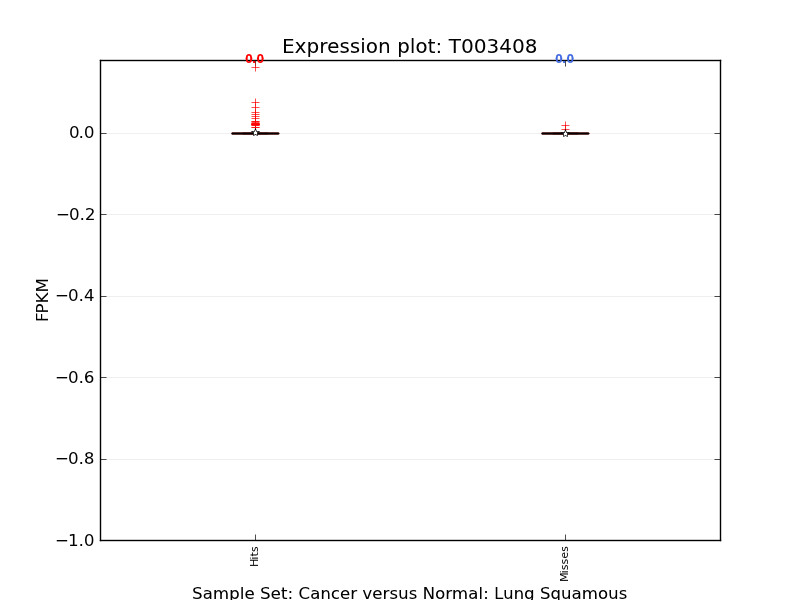 Expression plot: T003408
0.0
0.0
0.0
−0.2
−0.4
−0.6
−0.8
−1.0
FPKM
Hits
Misses
Sample Set: Cancer versus Normal: Lung Squamous